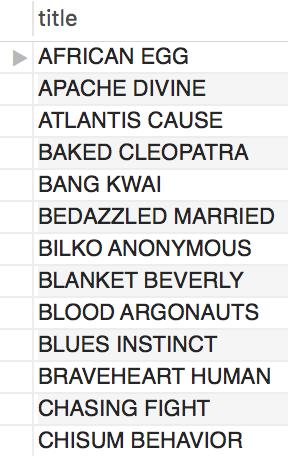 title
AFRICAN EGG
APACHE DIVINE
ATLANTIS CAUSE
BAKED CLEOPATRA
BANG KWAI
BEDAZZLED MARRIED
BILKO ANONYMOUS
BLANKET BEVERLY
BLOOD ARGONAUTS
BLUES INSTINCT
BRAVEHEART HUMAN
CHASING FIGHT
CHISUM BEHAVIOR